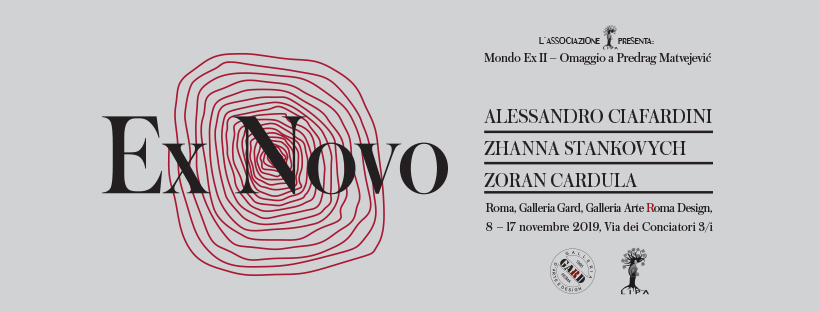 Ex Novo
L'ASSOCIAZIONE PRESENTA:
Mondo Ex II – Omaggio a Predrag Matvejević
ALESSANDRO CIAFARDINI
ZHANNA STANKOVYCH
ZORAN CARDULA
Roma, Galleria Gard, Galleria Arte Roma Design,
8 – 17 novembre 2019, Via dei Conciatori 3/i
GALLERIA
GARD
ROMA
D'ARTE E DESIGN
LIPA